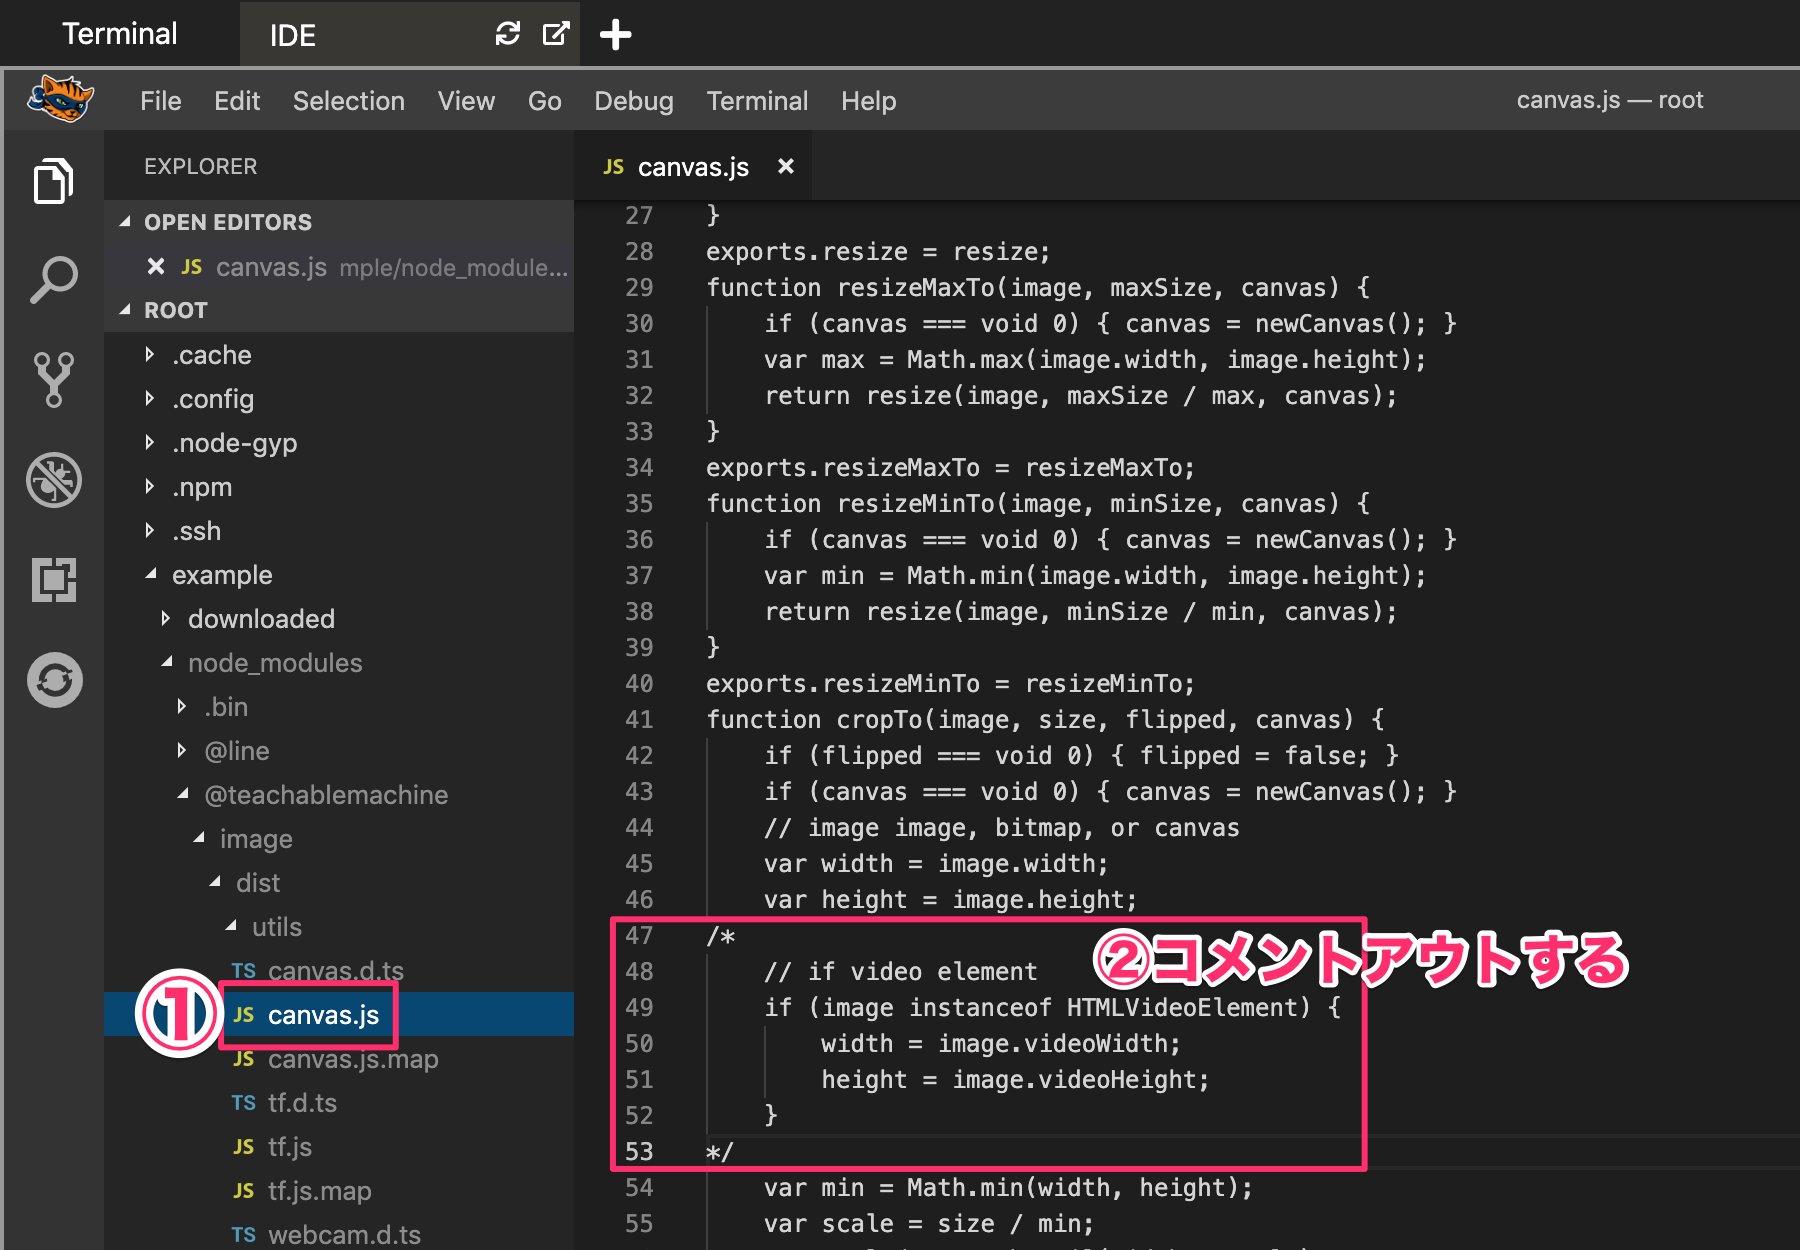 Terminal
IDE
File Edit Selection View Go Debug Terminal Help
canvas.js — root
EXPLORER
OPEN EDITORS
JS canvas.js mple/node_module...
ROOT
.cache
.config
.node-gyp
.npm
.ssh
example
downloaded
node_modules
.bin
@line
@teachablemachine
image
dist
utils
TS canvas.d.ts
① JS canvas.js
JS canvas.js.map
TS tf.d.ts
JS tf.js
JS tf.js.map
TS webcam.d.ts
JS canvas.js
27 }
28 exports.resize = resize;
29 function resizeMaxTo(image, maxSize, canvas) {
30 if (canvas === void 0) { canvas = newCanvas(); }
31 var max = Math.max(image.width, image.height);
32 return resize(image, maxSize / max, canvas);
33 }
34 exports.resizeMaxTo = resizeMaxTo;
35 function resizeMinTo(image, minSize, canvas) {
36 if (canvas === void 0) { canvas = newCanvas(); }
37 var min = Math.min(image.width, image.height);
38 return resize(image, minSize / min, canvas);
39 }
40 exports.resizeMinTo = resizeMinTo;
41 function cropTo(image, size, flipped, canvas) {
42 if (flipped === void 0) { flipped = false; }
43 if (canvas === void 0) { canvas = newCanvas(); }
44 // image image, bitmap, or canvas
45 var width = image.width;
46 var height = image.height;
47 /*
②コメントアウトする
48 // if video element
49 if (image instanceof HTMLVideoElement) {
50 width = image.videoWidth;
51 height = image.videoHeight;
52 }
53 */
54 var min = Math.min(width, height);
55 var scale = size / min;